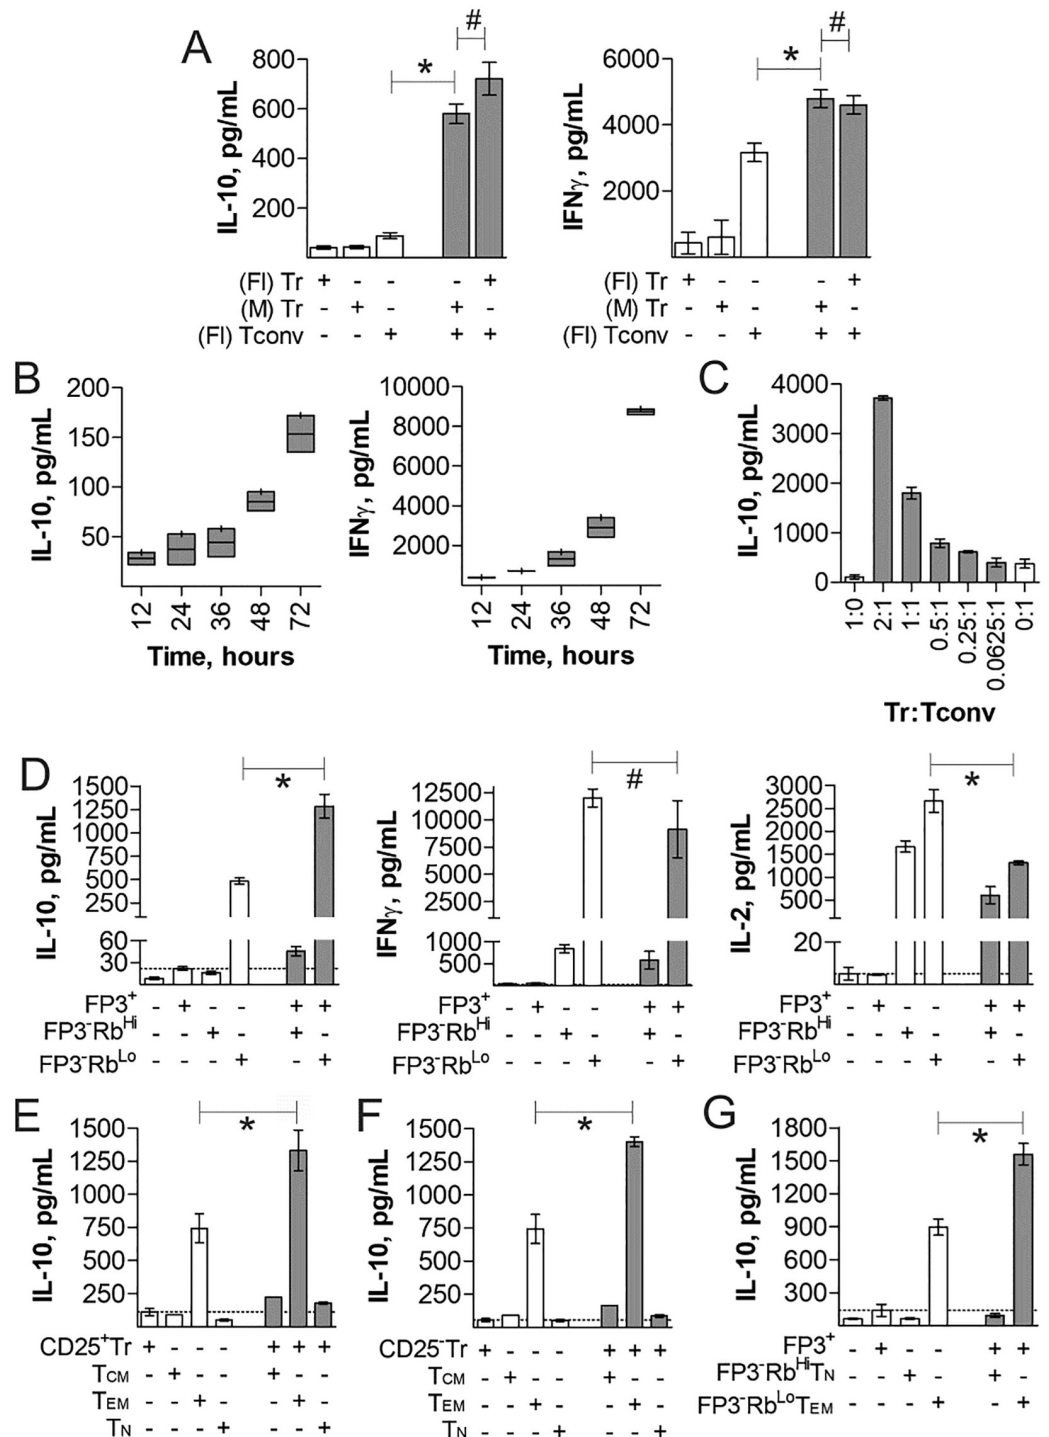 A
IL-10, pg/mL
800
600
400
200
*
#
(Fl) Tr + - - - +
(M) Tr - + - + -
(Fl) Tconv - - + + +
IFNγ, pg/mL
6000
4000
2000
*
#
(Fl) Tr + - - - +
(M) Tr - + - + -
(Fl) Tconv - - + + +
B
IL-10, pg/mL
200
150
100
50
12 24 36 48 72
Time, hours
IFNγ, pg/mL
10000
8000
6000
4000
2000
12 24 36 48 72
Time, hours
C
IL-10, pg/mL
4000
3000
2000
1000
0
1:0 2:1 1:1 0.5:1 0.25:1 0.0625:1 0:1
Tr:Tconv
D
IL-10, pg/mL
1500
1250
1000
750
500
250
60
30
*
FP3+ - + - - + +
FP3-RbHi - - + - + -
FP3-RbLo - - - + - +
IFNγ, pg/mL
12500
10000
7500
5000
2500
1000
500
#
FP3+ - + - - + +
FP3-RbHi - - + - + -
FP3-RbLo - - - + - +
IL-2, pg/mL
3000
2500
2000
1500
1000
500
20
*
FP3+ - + - - + +
FP3-RbHi - - + - + -
FP3-RbLo - - - + - +
E
IL-10, pg/mL
1500
1250
1000
750
500
250
*
CD25+Tr + - - - + + +
TCM - + - - + - -
TEM - - + - - + -
TN - - - + - - +
F
IL-10, pg/mL
1500
1250
1000
750
500
250
*
CD25-Tr + - - - + + +
TCM - + - - + - -
TEM - - + - - + -
TN - - - + - - +
G
IL-10, pg/mL
1800
1500
1200
900
600
300
*
FP3+ - + - - + +
FP3-RbHiTN - - + - + -
FP3-RbLoTEM - - - + - +